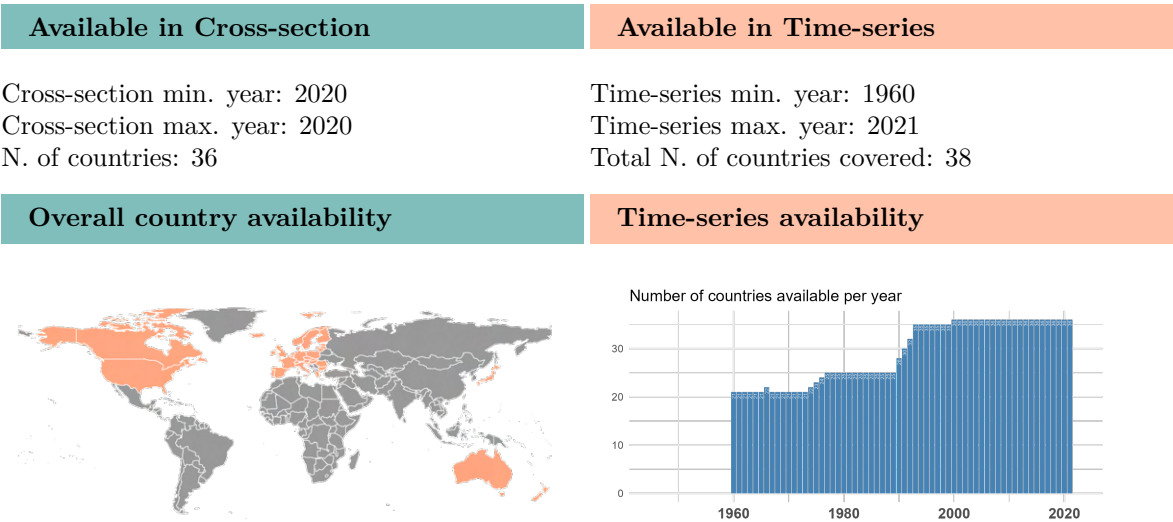 Available in Cross-section
Available in Time-series
Cross-section min. year: 2020
Cross-section max. year: 2020
N. of countries: 36
Time-series min. year: 1960
Time-series max. year: 2021
Total N. of countries covered: 38
Overall country availability
Time-series availability
Number of countries available per year
30
20
10
0
1960 1980 2000 2020